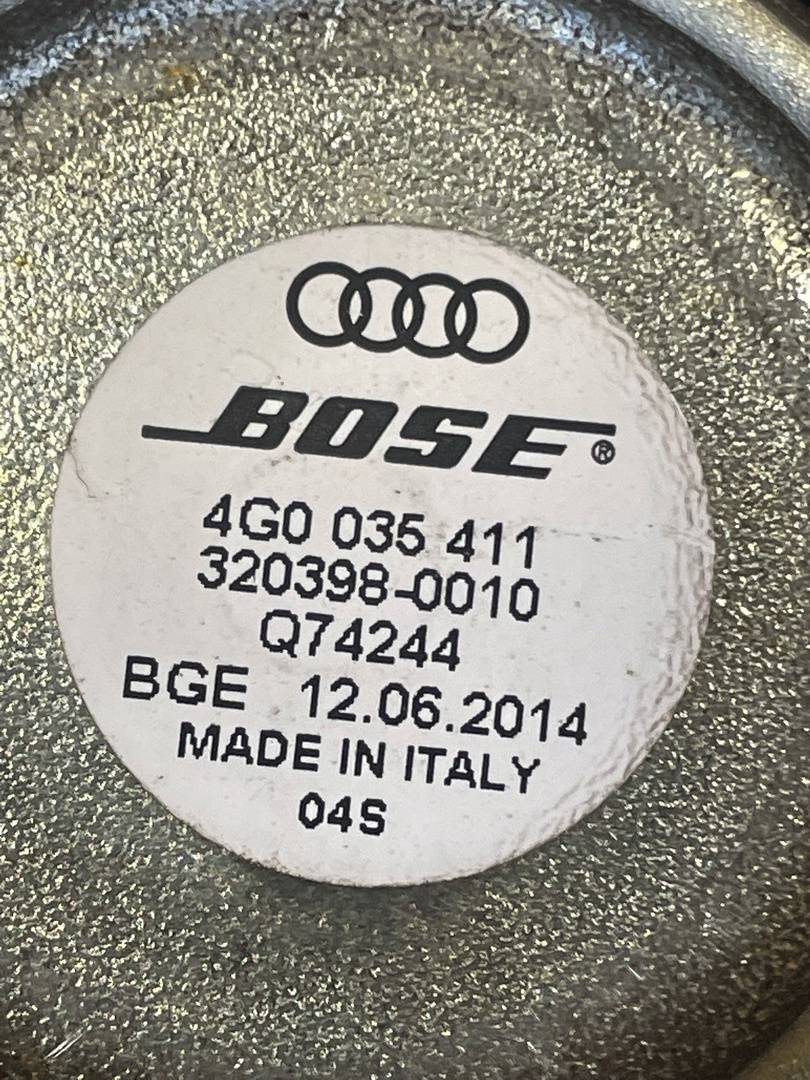 BOSE®
4G0 035 411
320398-0010
Q74244
BGE 12.06.2014
MADE IN ITALY
04S